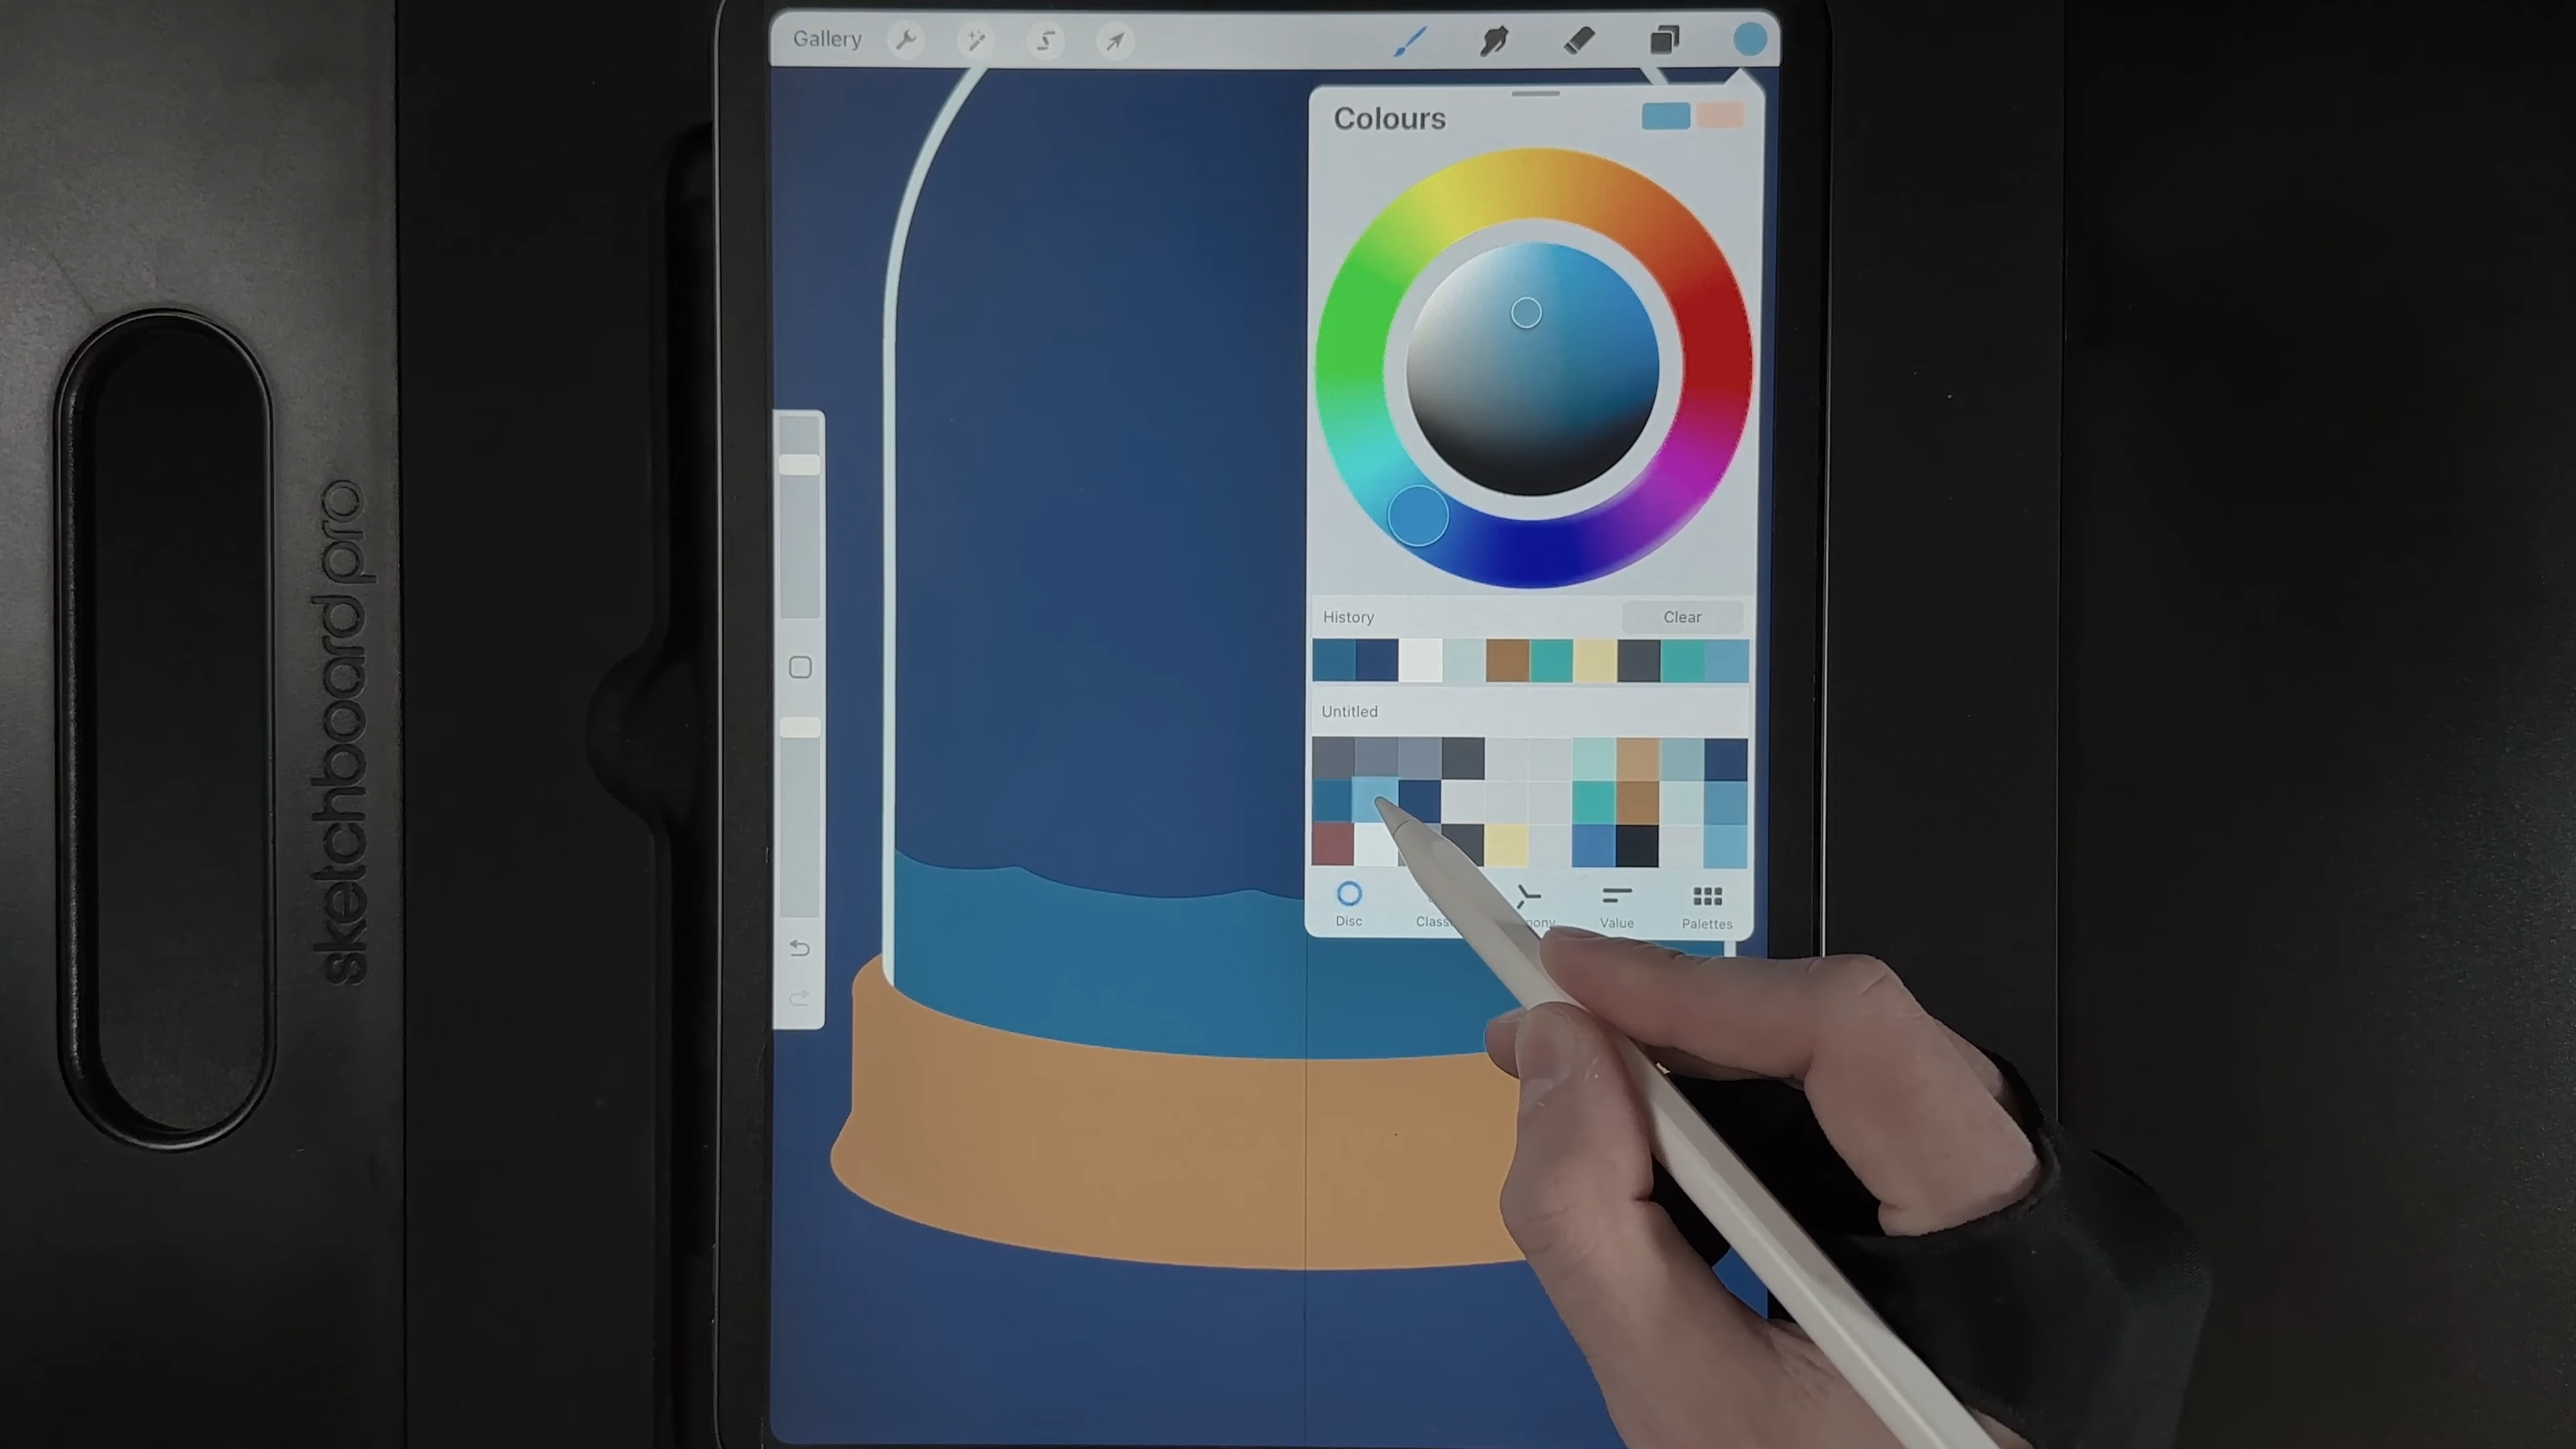 Gallery
Colours
History
Clear
Untitled
Disc
Value
Palettes
sketchboard pro